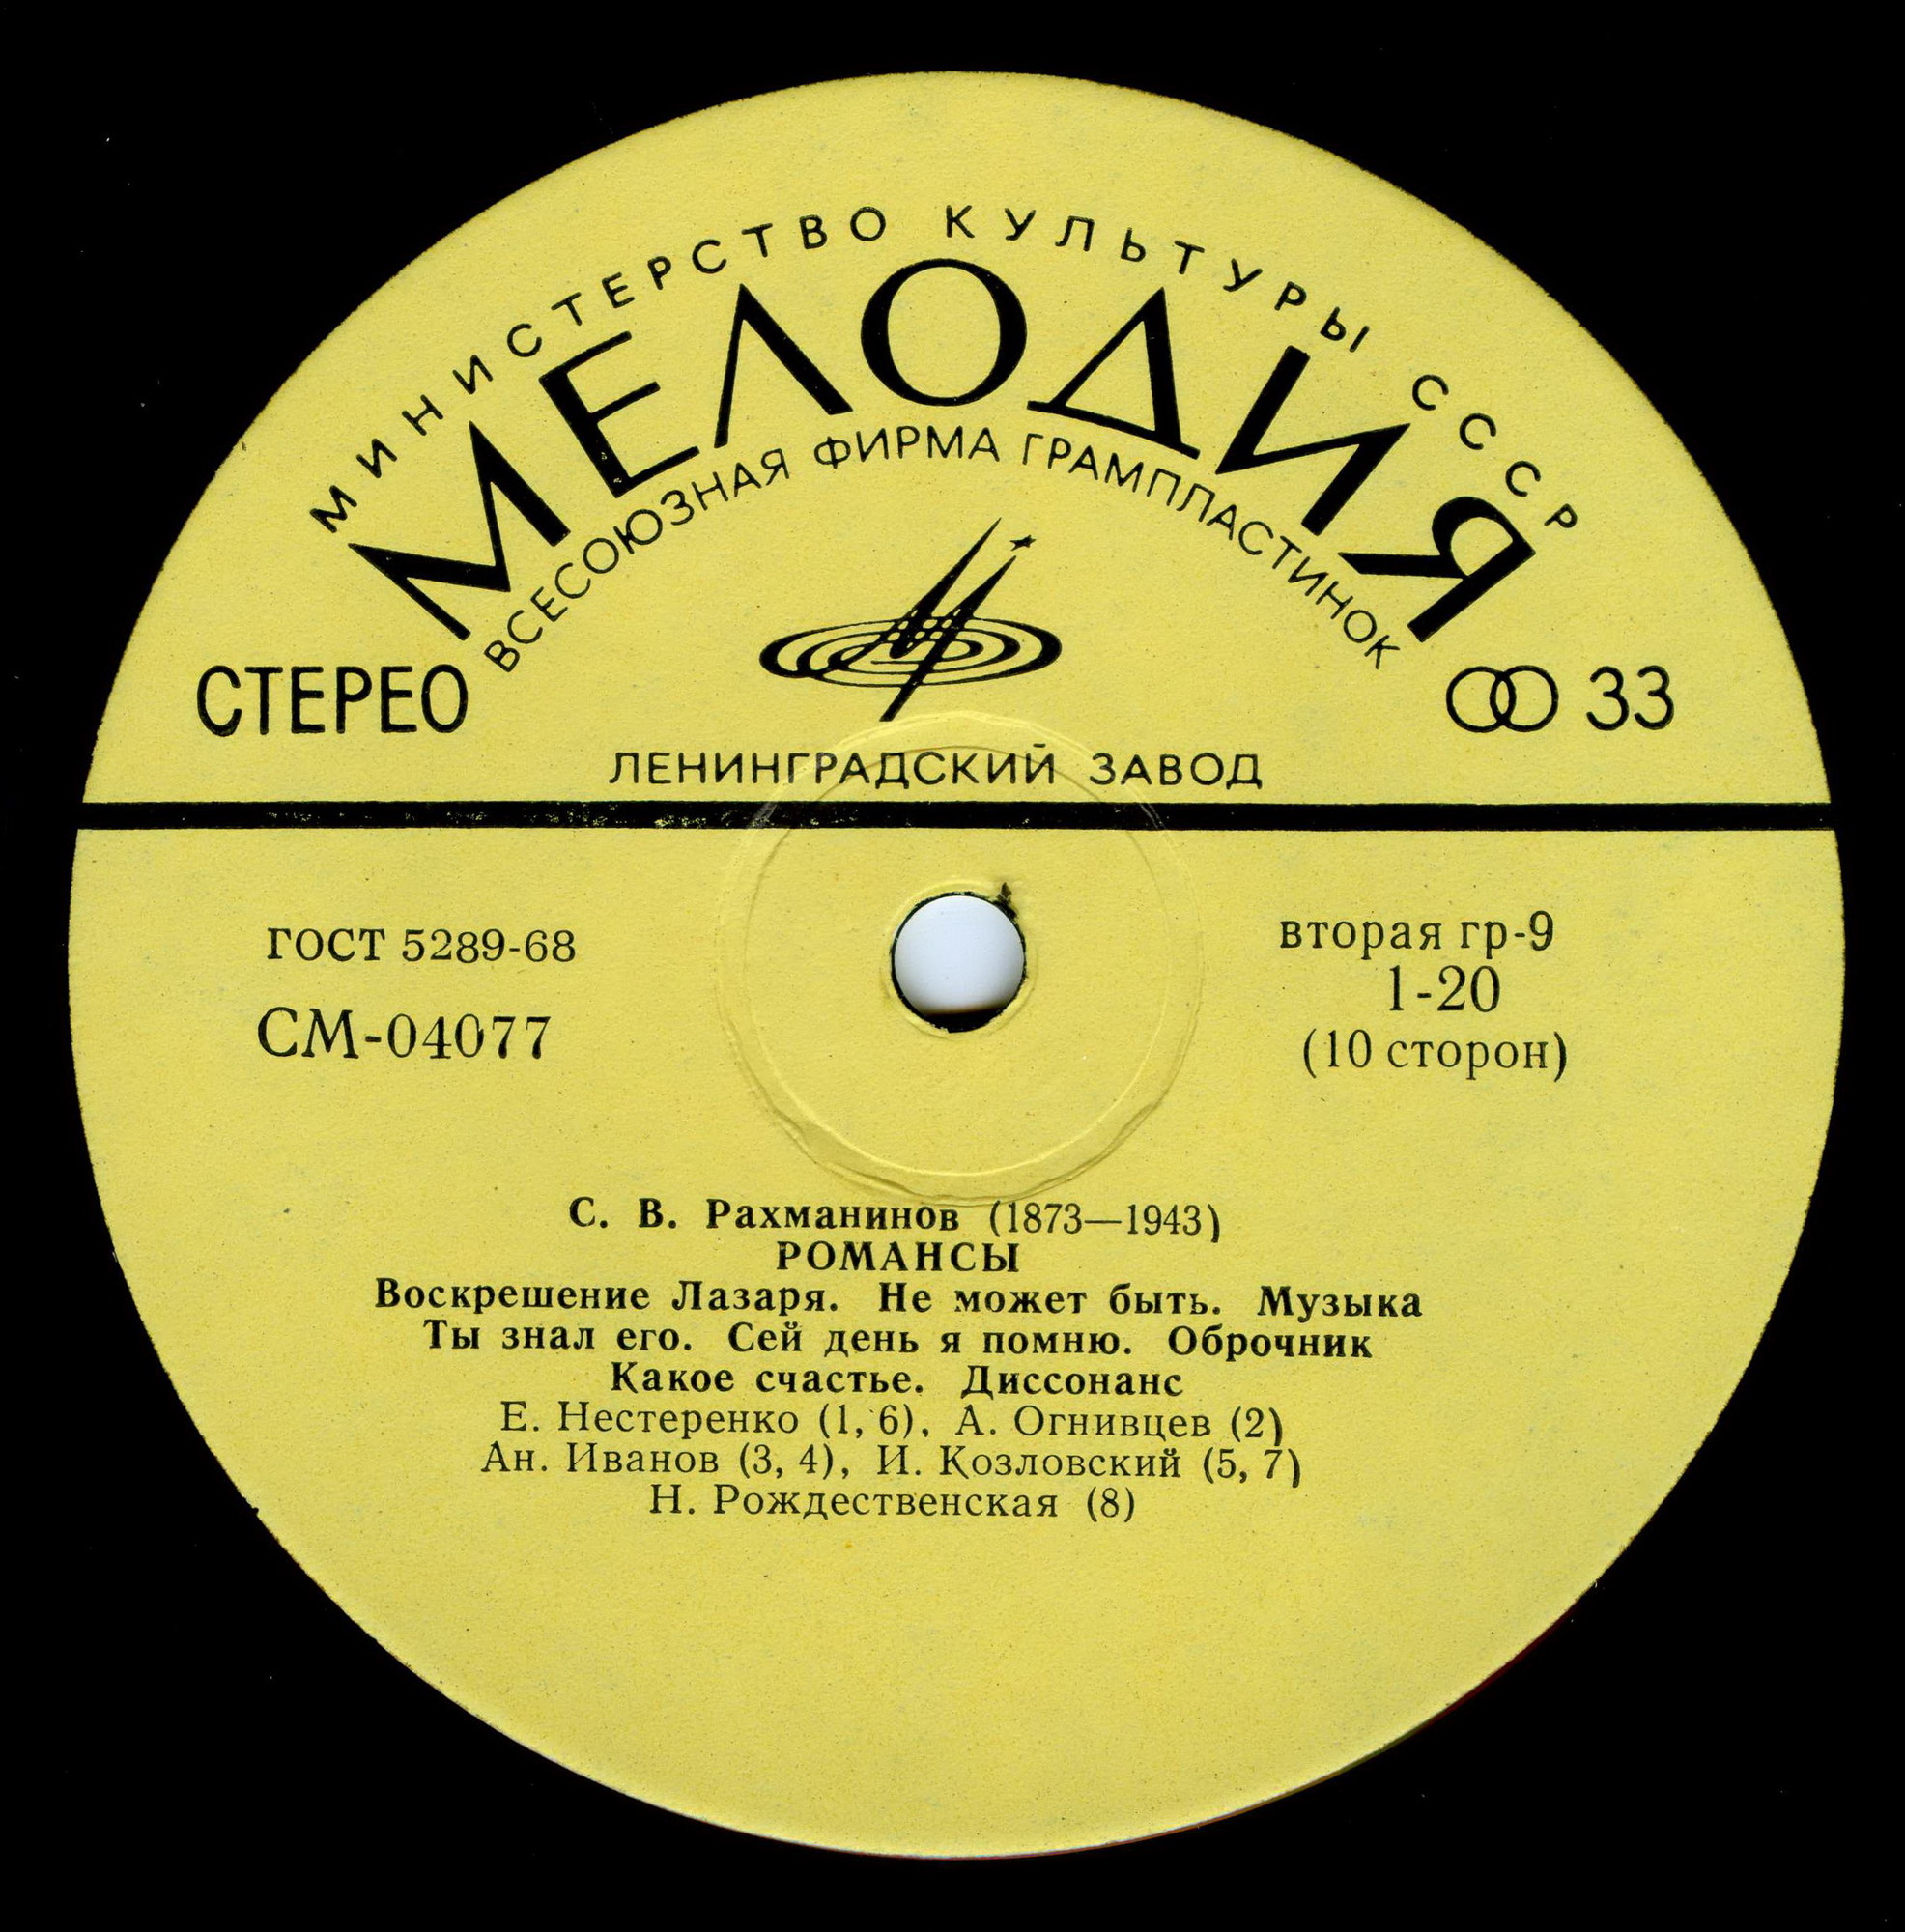 МИНИСТЕРСТВО КУЛЬТУРЫ СССР
МЕЛОДИЯ
ВСЕСОЮЗНАЯ ФИРМА ГРАМПЛАСТИНОК
СТЕРЕО
33
ЛЕНИНГРАДСКИЙ ЗАВОД
ГОСТ 5289-68
СМ-04077
вторая гр-9
1-20
(10 сторон)
С. В. Рахманинов (1873—1943)
РОМАНСЫ
Воскрешение Лазаря. Не может быть. Музыка
Ты знал его. Сей день я помню. Оброчник
Какое счастье. Диссонанс
Е. Нестеренко (1, 6), А. Огнивцев (2)
Ан. Иванов (3, 4), И. Козловский (5, 7)
Н. Рождественская (8)